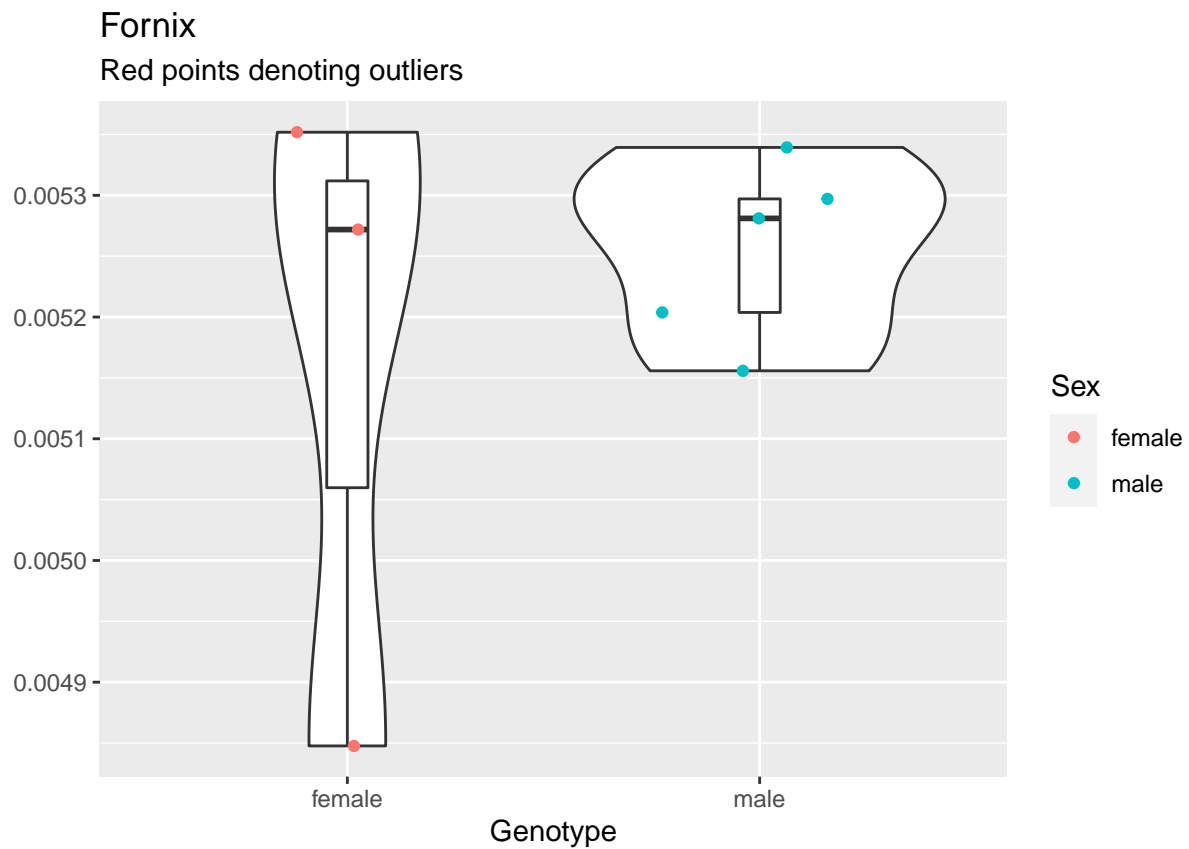 Fornix
Red points denoting outliers
0.0053
0.0052
0.0051
0.0050
0.0049
female
male
Genotype
Sex
female
male